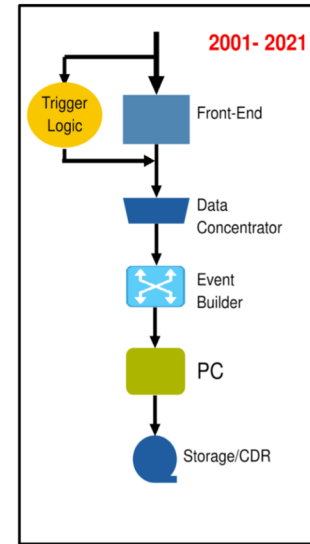 2001- 2021
Trigger
Logic
Front-End
Data
Concentrator
Event
Builder
PC
Storage/CDR